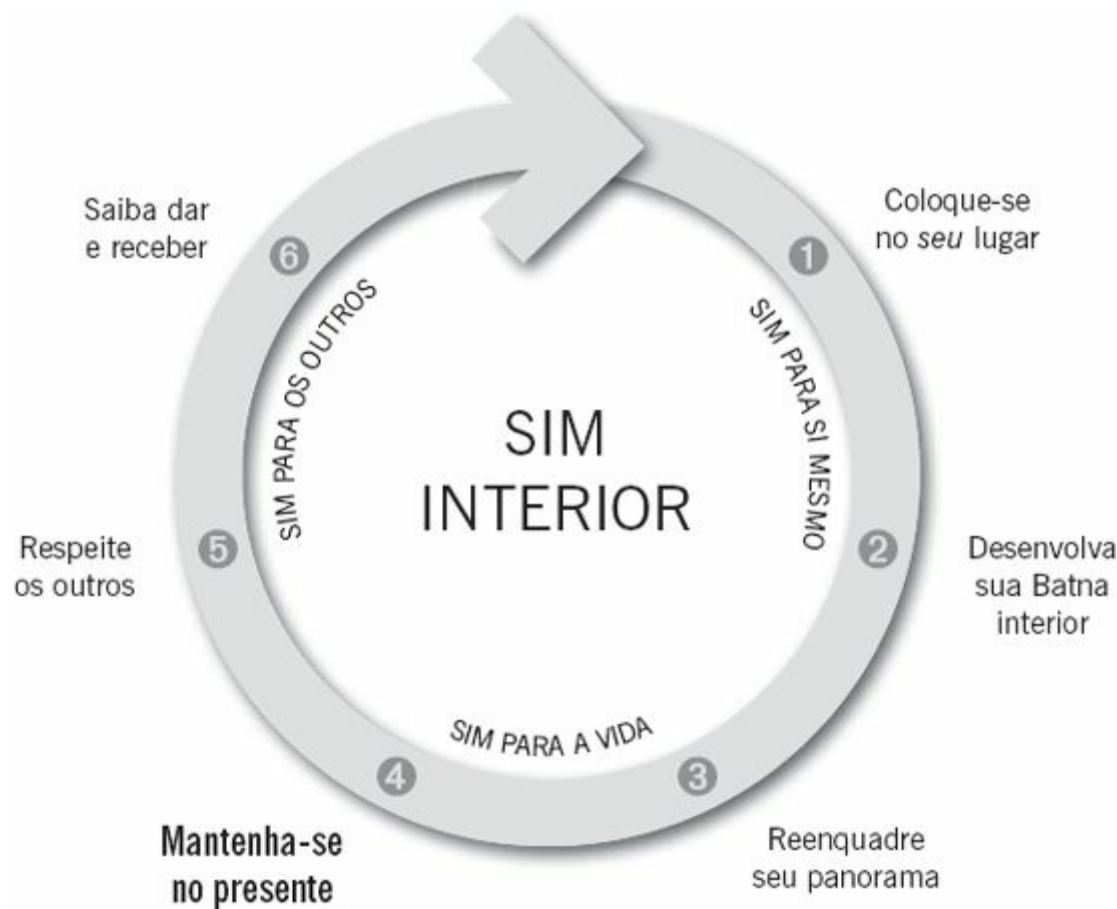 Coloque-se
no seu lugar
1
SIM PARA SI MESMO
2
Desenvolva
sua Batna
interior
3
Reenquadre
seu panorama
SIM PARA A VIDA
4
Mantenha-se
no presente
5
Respeite
os outros
SIM PARA OS OUTROS
6
Saiba dar
e receber
SIM
INTERIOR